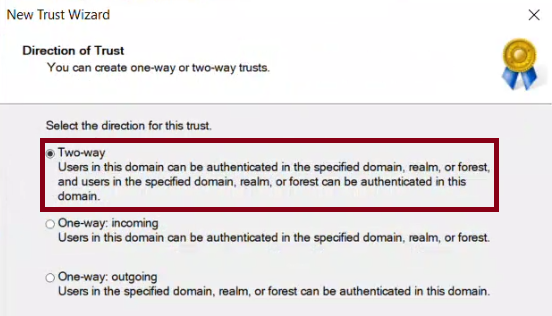 New Trust Wizard
Direction of Trust
You can create one-way or two-way trusts.
Select the direction for this trust.
Two-way
Users in this domain can be authenticated in the specified domain, realm, or forest,
and users in the specified domain, realm, or forest can be authenticated in this
domain.
One-way: incoming
Users in this domain can be authenticated in the specified domain, realm, or forest.
One-way: outgoing
Users in the specified domain, realm, or forest can be authenticated in this domain.